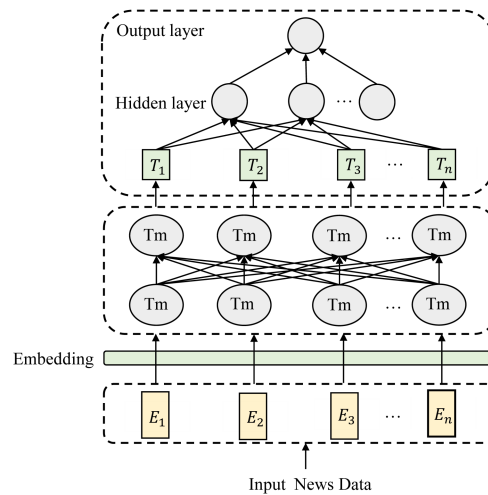 Output layer
Hidden layer
...
T1 T2 T3 ... Tn
Tm Tm Tm ... Tm
Tm Tm Tm ... Tm
Embedding
E1 E2 E3 ... En
Input News Data